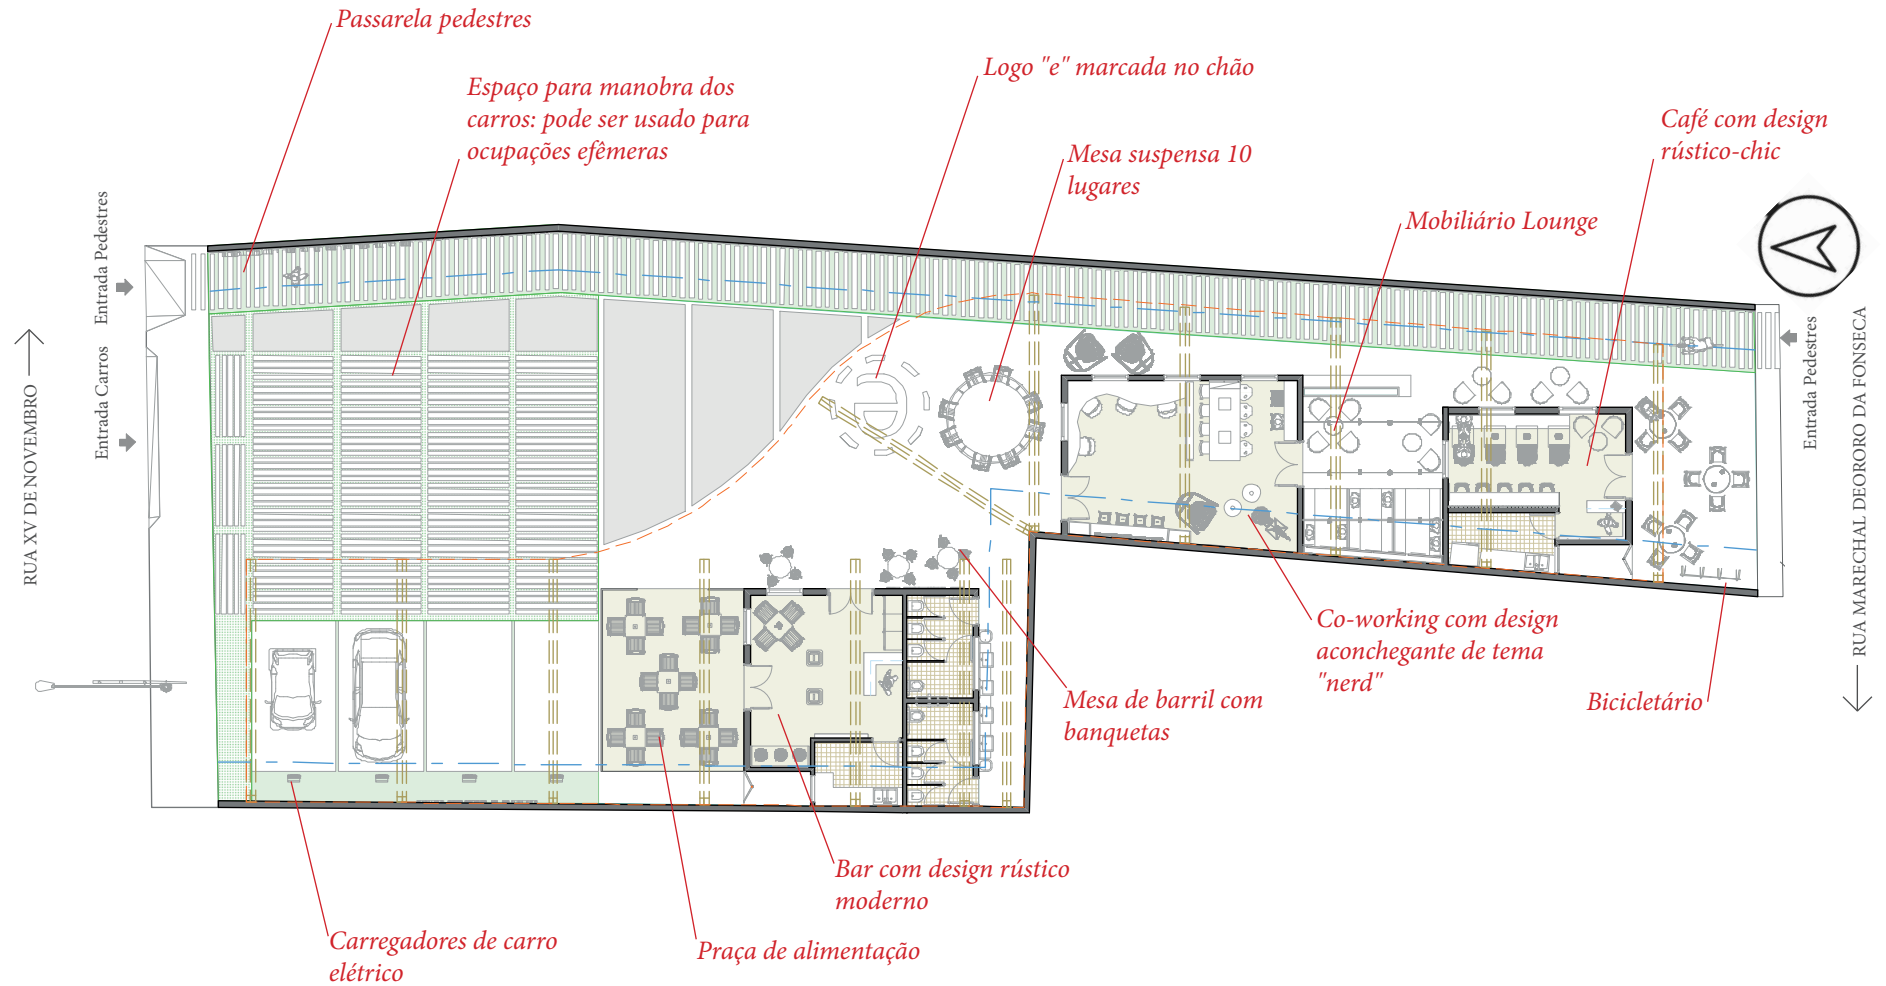 Passarela pedestres
Espaço para manobra dos
carros: pode ser usado para
ocupações efêmeras
Logo "e" marcada no chão
Mesa suspensa 10
lugares
Café com design
rústico-chic
Mobiliário Lounge
Entrada Pedestres
Entrada Carros
RUA XV DE NOVEMBRO
Entrada Pedestres
RUA MARECHAL DEORORO DA FONSECA
Co-working com design
aconchegante de tema
"nerd"
Bicicletário
Mesa de barril com
banquetas
Bar com design rústico
moderno
Praça de alimentação
Carregadores de carro
elétrico
e